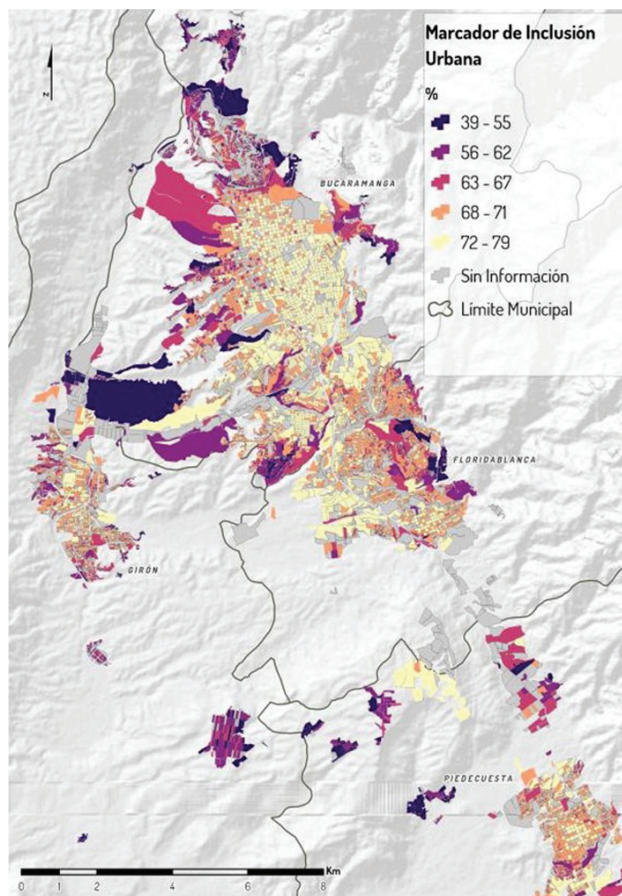 Marcador de Inclusión
Urbana
%
39 - 55
56 - 62
63 - 67
68 - 71
72 - 79
Sin Información
Límite Municipal
N
BUCARAMANGA
FLORIDABLANCA
GIRÓN
PIEDECUESTA
Km
0 2 4 6 8